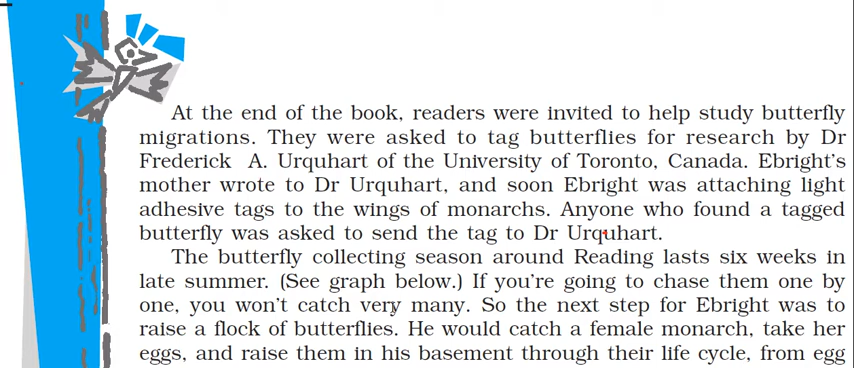 At the end of the book, readers were invited to help study butterfly
migrations. They were asked to tag butterflies for research by Dr
Frederick A. Urquhart of the University of Toronto, Canada. Ebright’s
mother wrote to Dr Urquhart, and soon Ebright was attaching light
adhesive tags to the wings of monarchs. Anyone who found a tagged
butterfly was asked to send the tag to Dr Urquhart.
The butterfly collecting season around Reading lasts six weeks in
late summer. (See graph below.) If you’re going to chase them one by
one, you won’t catch very many. So the next step for Ebright was to
raise a flock of butterflies. He would catch a female monarch, take her
eggs, and raise them in his basement through their life cycle, from egg